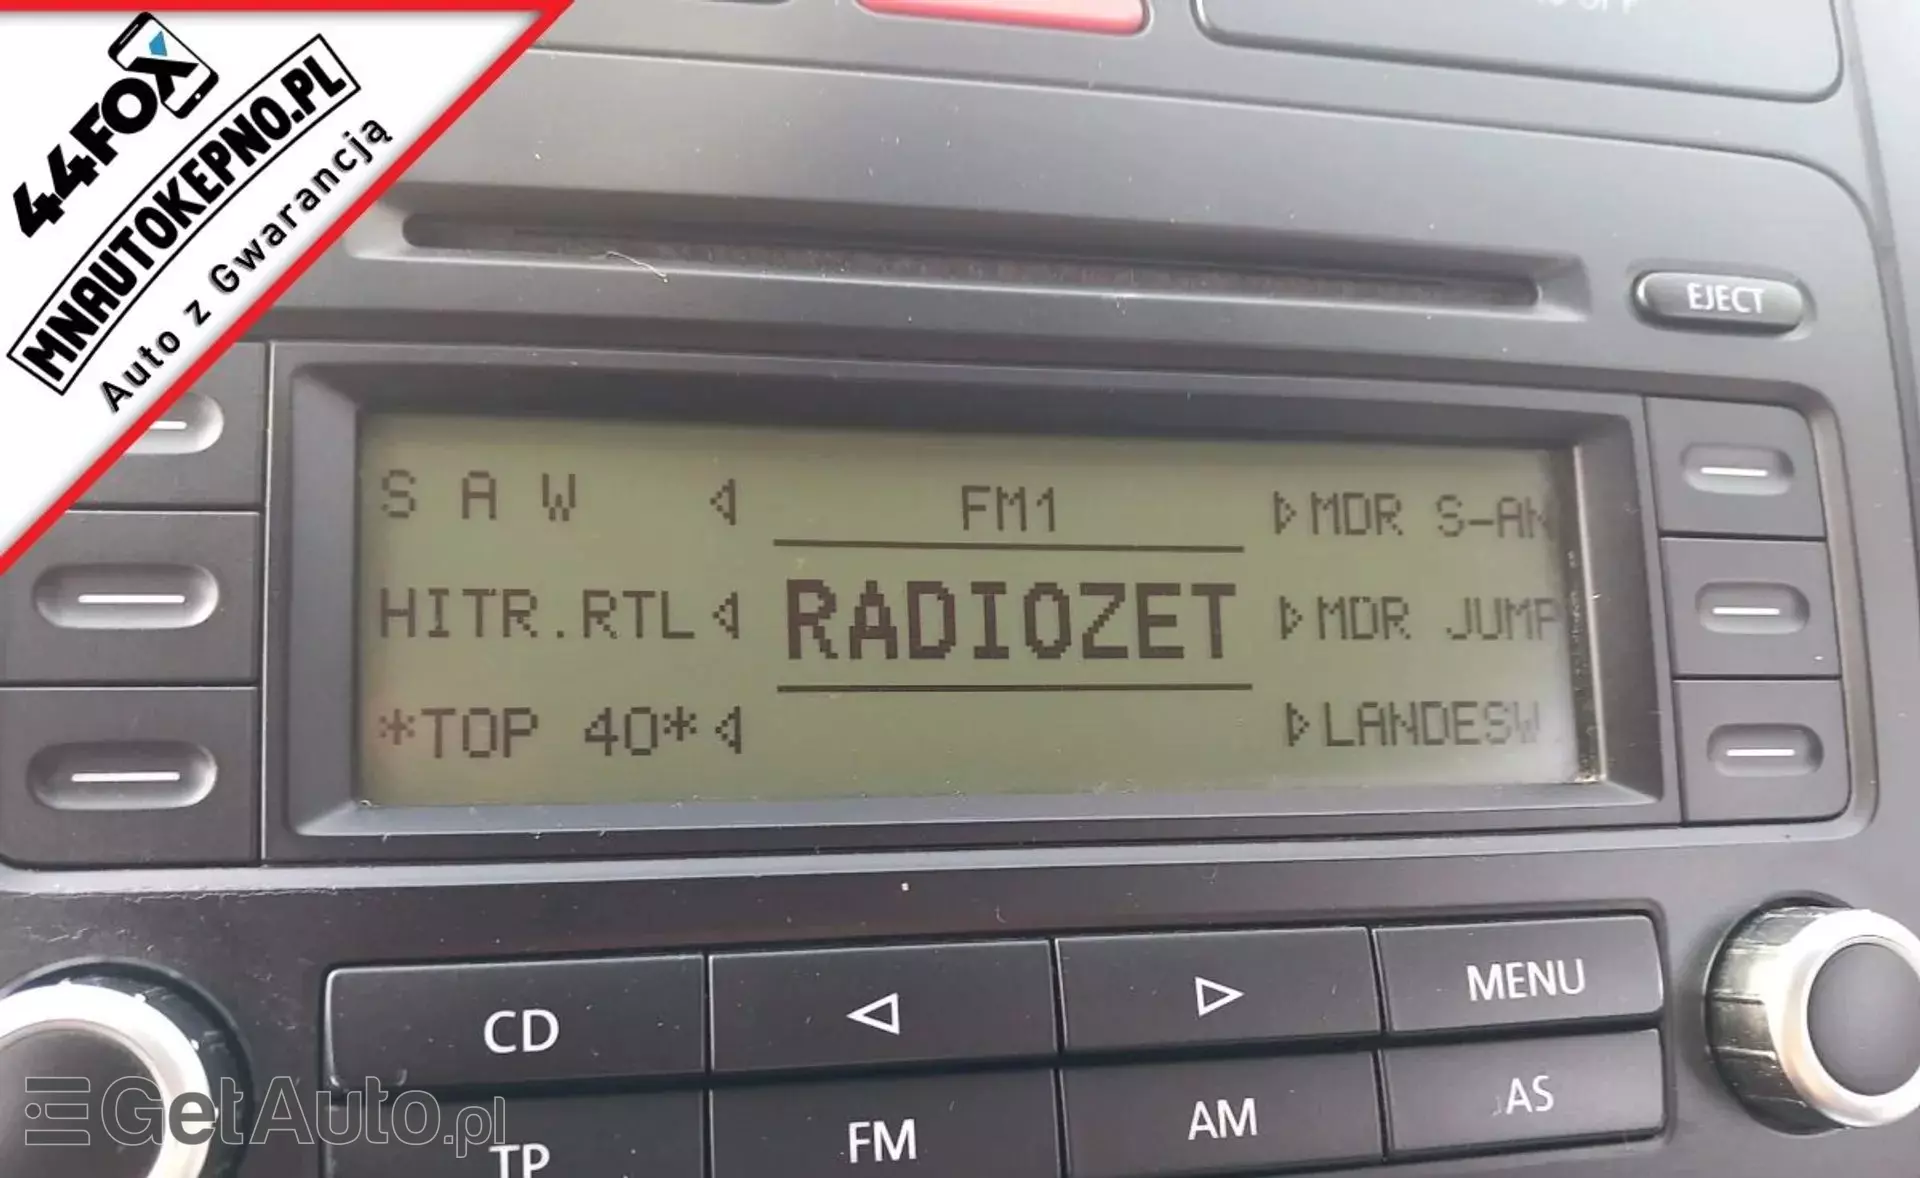 44FOX
MNAUTOKEPNO.PL
Auto z Gwarancją
EJECT
S A W
FM1
MDR S-AN
HITR.RTL
RADIOZET
MDR JUMP
*TOP 40*
LANDESW
CD
MENU
TP
FM
AM
AS
GetAuto.pl